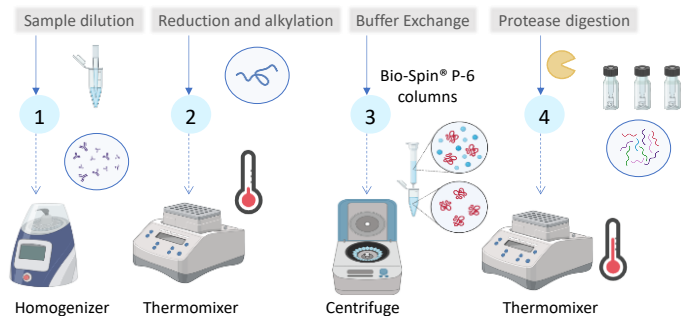 Sample dilution
Reduction and alkylation
Buffer Exchange
Protease digestion
Bio-Spin® P-6
columns
1
2
3
4
Homogenizer
Thermomixer
Centrifuge
Thermomixer